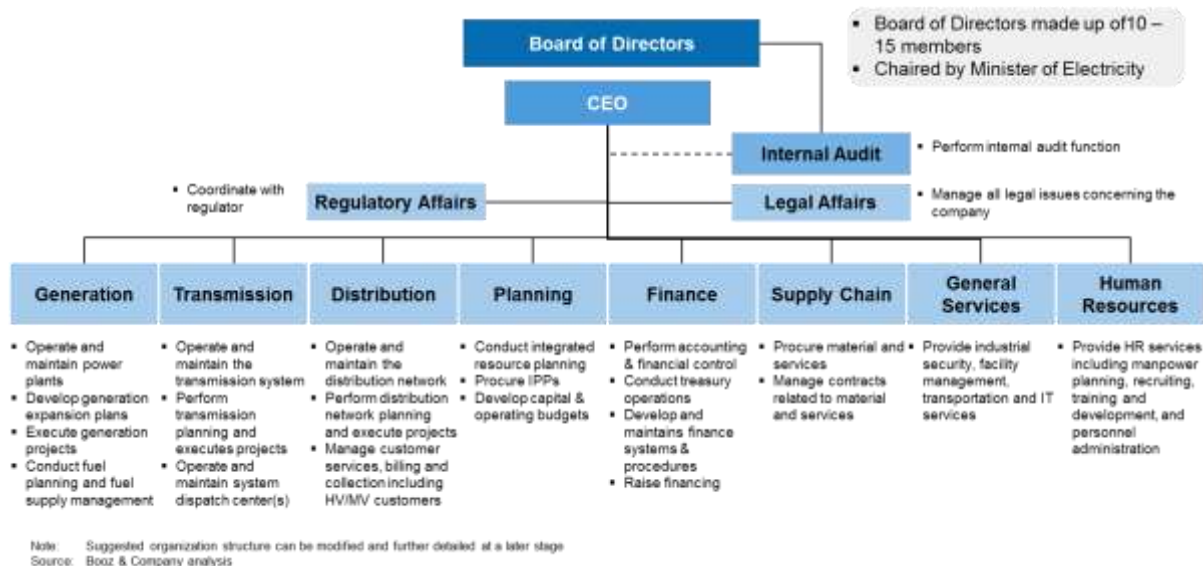 Board of Directors
▪ Board of Directors made up of10 –
15 members
▪ Chaired by Minister of Electricity
CEO
Internal Audit
▪ Perform internal audit function
▪ Coordinate with
regulator
Regulatory Affairs
Legal Affairs
▪ Manage all legal issues concerning the
company
Generation
▪ Operate and
maintain power
plants
▪ Develop generation
expansion plans
▪ Execute generation
projects
▪ Conduct fuel
planning and fuel
supply management
Transmission
▪ Operate and
maintain the
transmission system
▪ Perform
transmission
planning and
executes projects
▪ Operate and
maintain system
dispatch center(s)
Distribution
▪ Operate and
maintain the
distribution network
▪ Perform distribution
network planning
and execute projects
▪ Manage customer
services, billing and
collection including
HV/MV customers
Planning
▪ Conduct integrated
resource planning
▪ Procure IPPs
▪ Develop capital &
operating budgets
Finance
▪ Perform accounting
& financial control
▪ Conduct treasury
operations
▪ Develop and
maintains finance
systems &
procedures
▪ Raise financing
Supply Chain
▪ Procure material and
services
▪ Manage contracts
related to material
and services
General
Services
▪ Provide industrial
security, facility
management,
transportation and IT
services
Human
Resources
▪ Provide HR services
including manpower
planning, recruiting,
training and
development, and
personnel
administration
Note: Suggested organization structure can be modified and further detailed at a later stage
Source: Booz & Company analysis